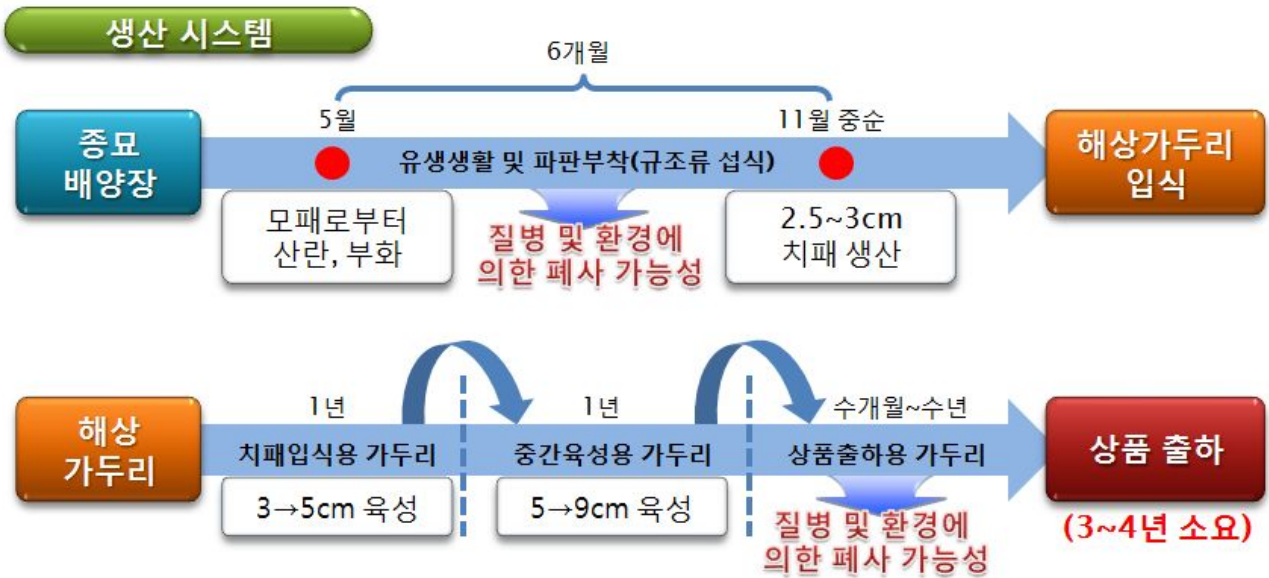 생산 시스템
6개월
5월
11월 중순
종묘
배양장
유생생활 및 파판부착(규조류 섭식)
해상가두리
입식
모패로부터
산란, 부화
질병 및 환경에
의한 폐사 가능성
2.5~3cm
치패 생산
1년
1년
수개월~수년
해상
가두리
치패입식용 가두리
중간육성용 가두리
상품출하용 가두리
상품 출하
3→5cm 육성
5→9cm 육성
질병 및 환경에
의한 폐사 가능성
(3~4년 소요)